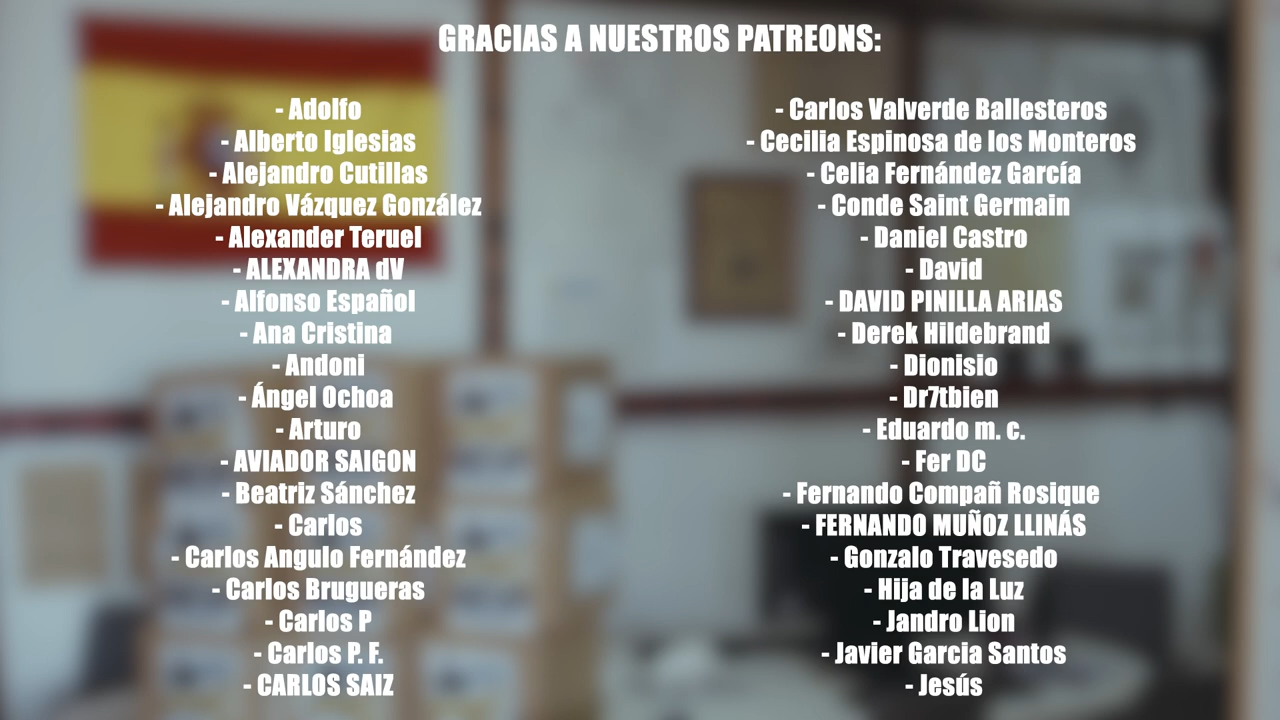 GRACIAS A NUESTROS PATREONS:
- Adolfo
- Alberto Iglesias
- Alejandro Cutillas
- Alejandro Vázquez González
- Alexander Teruel
- ALEXANDRA dV
- Alfonso Español
- Ana Cristina
- Andoni
- Ángel Ochoa
- Arturo
- AVIADOR SAIGON
- Beatriz Sánchez
- Carlos
- Carlos Angulo Fernández
- Carlos Brugueras
- Carlos P
- Carlos P. F.
- CARLOS SAIZ
- Carlos Valverde Ballesteros
- Cecilia Espinosa de los Monteros
- Celia Fernández García
- Conde Saint Germain
- Daniel Castro
- David
- DAVID PINILLA ARIAS
- Derek Hildebrand
- Dionisio
- Dr7tbien
- Eduardo m. c.
- Fer DC
- Fernando Compañ Rosique
- FERNANDO MUÑOZ LLINÁS
- Gonzalo Travesedo
- Hija de la Luz
- Jandro Lion
- Javier Garcia Santos
- Jesús